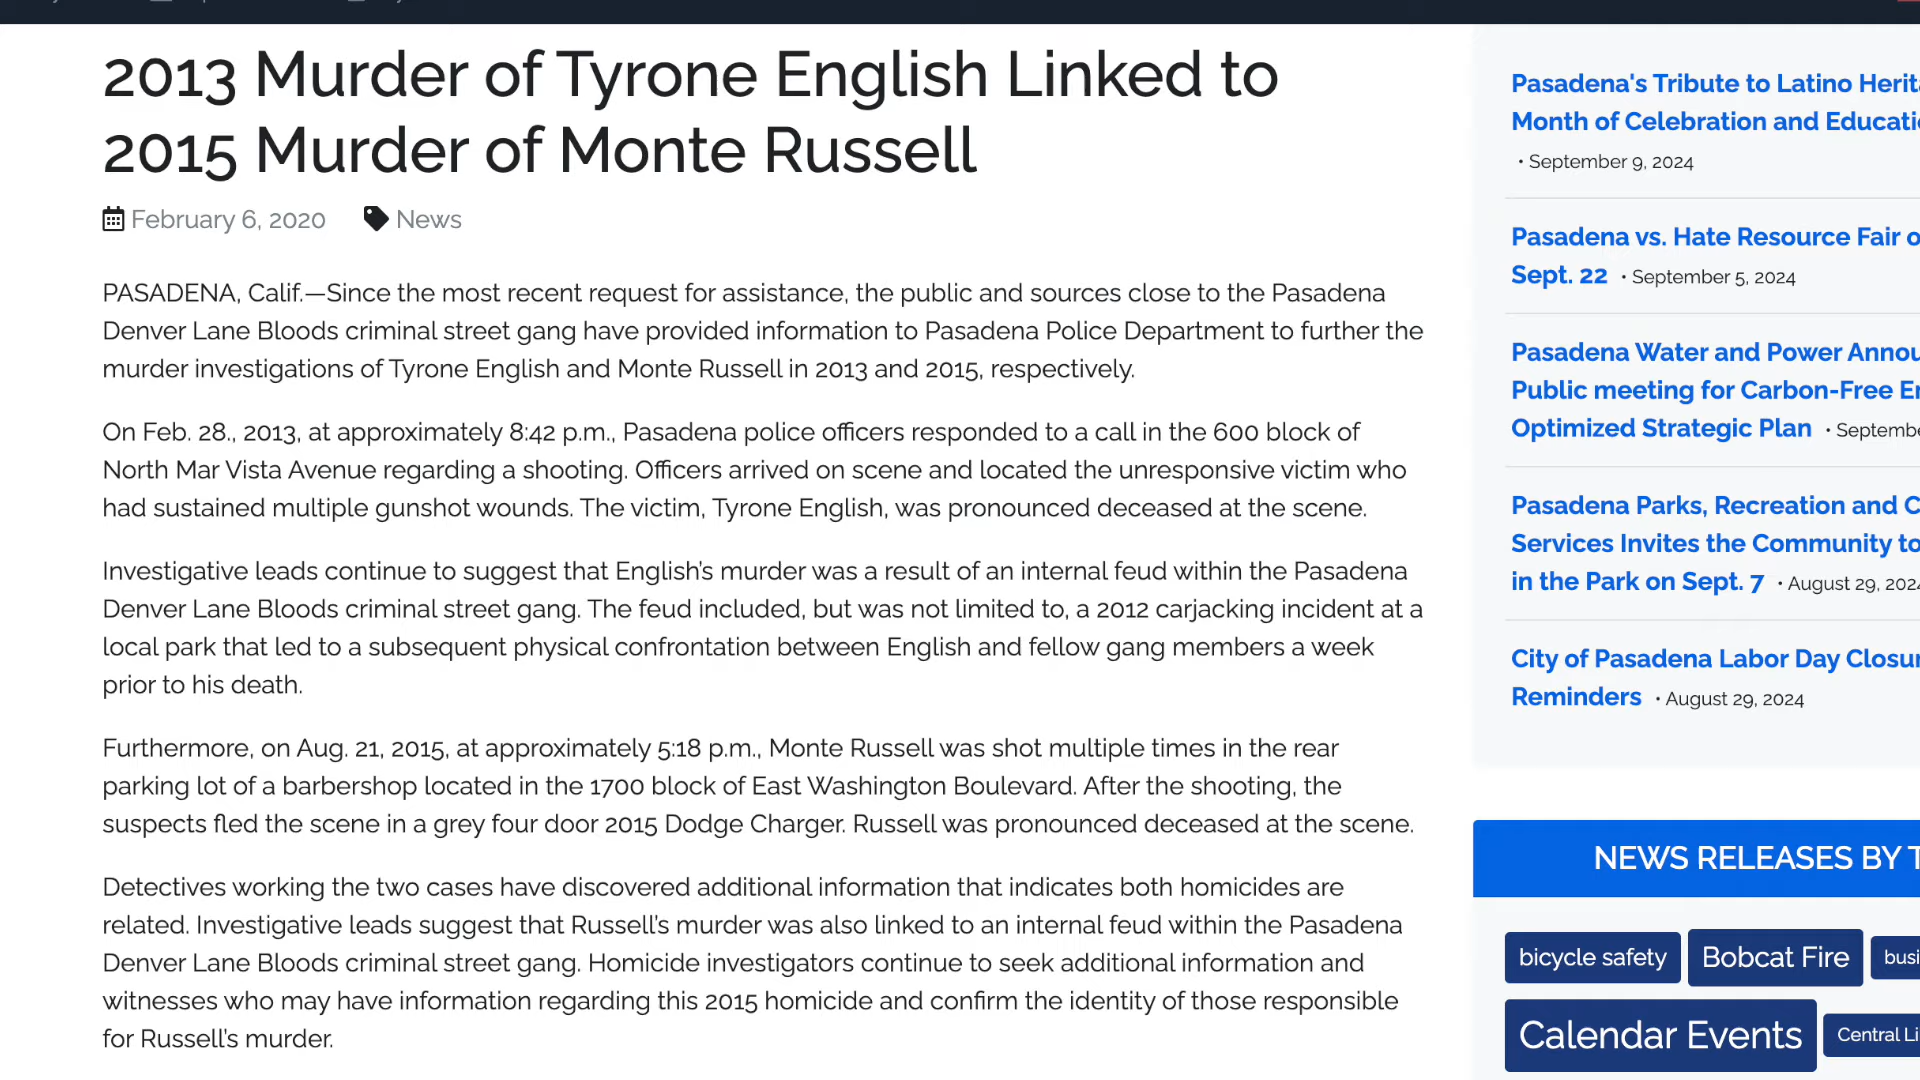 2013 Murder of Tyrone English Linked to
2015 Murder of Monte Russell
February 6, 2020 News
PASADENA, Calif.—Since the most recent request for assistance, the public and sources close to the Pasadena
Denver Lane Bloods criminal street gang have provided information to Pasadena Police Department to further the
murder investigations of Tyrone English and Monte Russell in 2013 and 2015, respectively.
On Feb. 28., 2013, at approximately 8:42 p.m., Pasadena police officers responded to a call in the 600 block of
North Mar Vista Avenue regarding a shooting. Officers arrived on scene and located the unresponsive victim who
had sustained multiple gunshot wounds. The victim, Tyrone English, was pronounced deceased at the scene.
Investigative leads continue to suggest that English’s murder was a result of an internal feud within the Pasadena
Denver Lane Bloods criminal street gang. The feud included, but was not limited to, a 2012 carjacking incident at a
local park that led to a subsequent physical confrontation between English and fellow gang members a week
prior to his death.
Furthermore, on Aug. 21, 2015, at approximately 5:18 p.m., Monte Russell was shot multiple times in the rear
parking lot of a barbershop located in the 1700 block of East Washington Boulevard. After the shooting, the
suspects fled the scene in a grey four door 2015 Dodge Charger. Russell was pronounced deceased at the scene.
Detectives working the two cases have discovered additional information that indicates both homicides are
related. Investigative leads suggest that Russell’s murder was also linked to an internal feud within the Pasadena
Denver Lane Bloods criminal street gang. Homicide investigators continue to seek additional information and
witnesses who may have information regarding this 2015 homicide and confirm the identity of those responsible
for Russell’s murder.
Pasadena's Tribute to Latino
Month of Celebration and
• September 9, 2024
Pasadena vs. Hate Resource Fair
Sept. 22 • September 5, 2024
Pasadena Water and Power
Public meeting for Carbon-Free
Optimized Strategic Plan •
Pasadena Parks, Recreation and
Services Invites the Community to
in the Park on Sept. 7 • August 29,
City of Pasadena Labor Day
Reminders • August 29, 2024
NEWS RELEASES BY
bicycle safety
Bobcat Fire
Calendar Events
Central